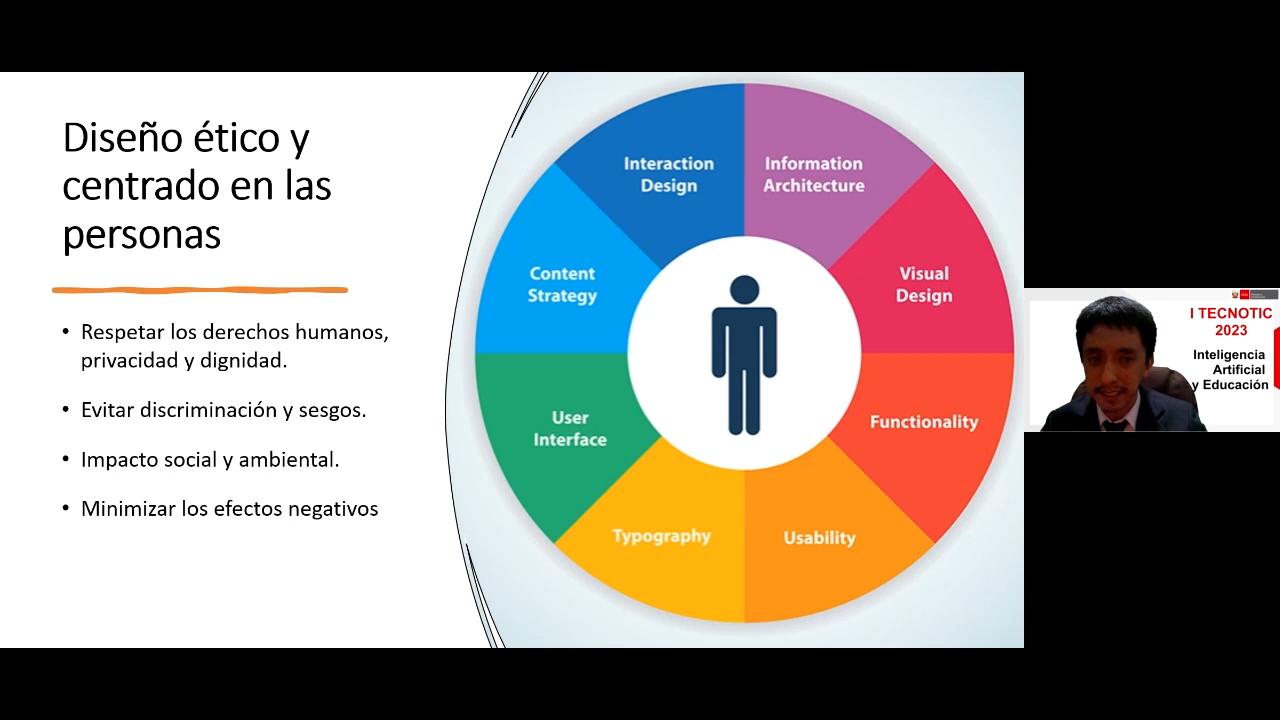 Diseño ético y
centrado en las
personas
• Respetar los derechos humanos,
privacidad y dignidad.
• Evitar discriminación y sesgos.
• Impacto social y ambiental.
• Minimizar los efectos negativos
Interaction
Design
Information
Architecture
Visual
Design
Functionality
Usability
Typography
User
Interface
Content
Strategy
I TECNOTIC
2023
Inteligencia
Artificial
y Educación